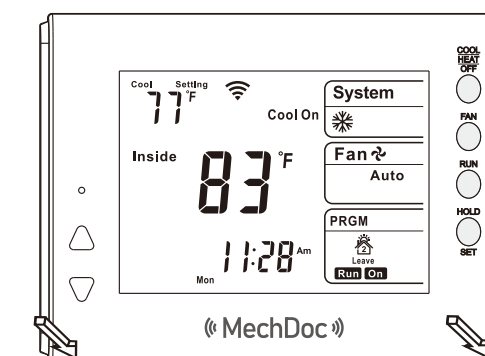 Cool Setting
77°F
Cool On
System
Inside
83°F
Fan
Auto
PRGM
2
Leave
Run On
11:28 Am
Mon
MechDoc
COOL
HEAT
OFF
FAN
RUN
HOLD
SET